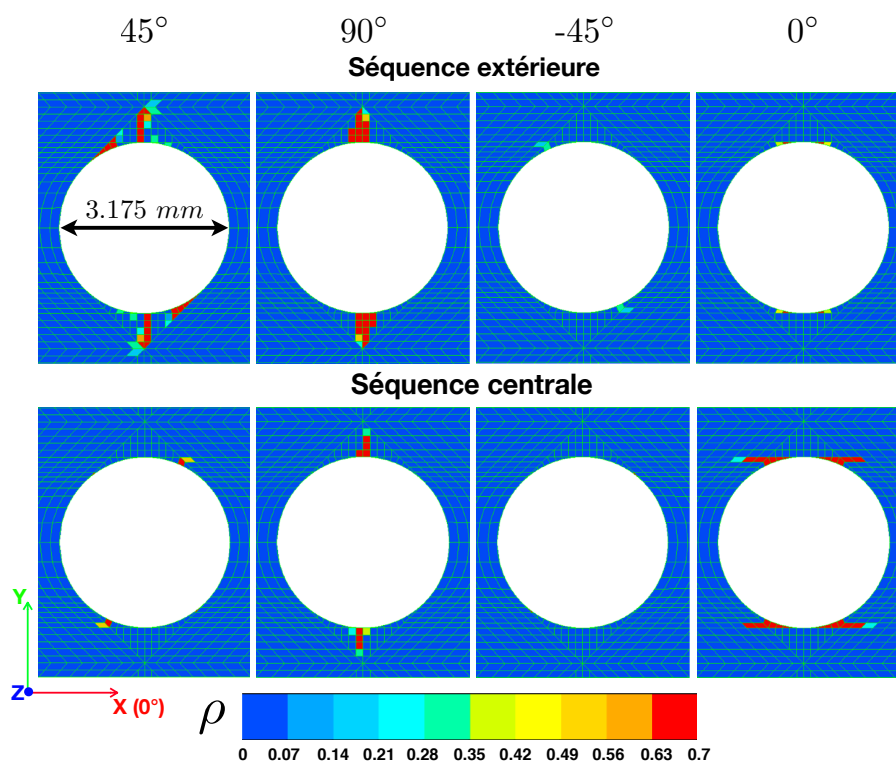 45° 90° -45° 0°
Séquence extérieure
3.175 mm
Séquence centrale
Y
Z
X (0°)
ρ
0 0.07 0.14 0.21 0.28 0.35 0.42 0.49 0.56 0.63 0.7